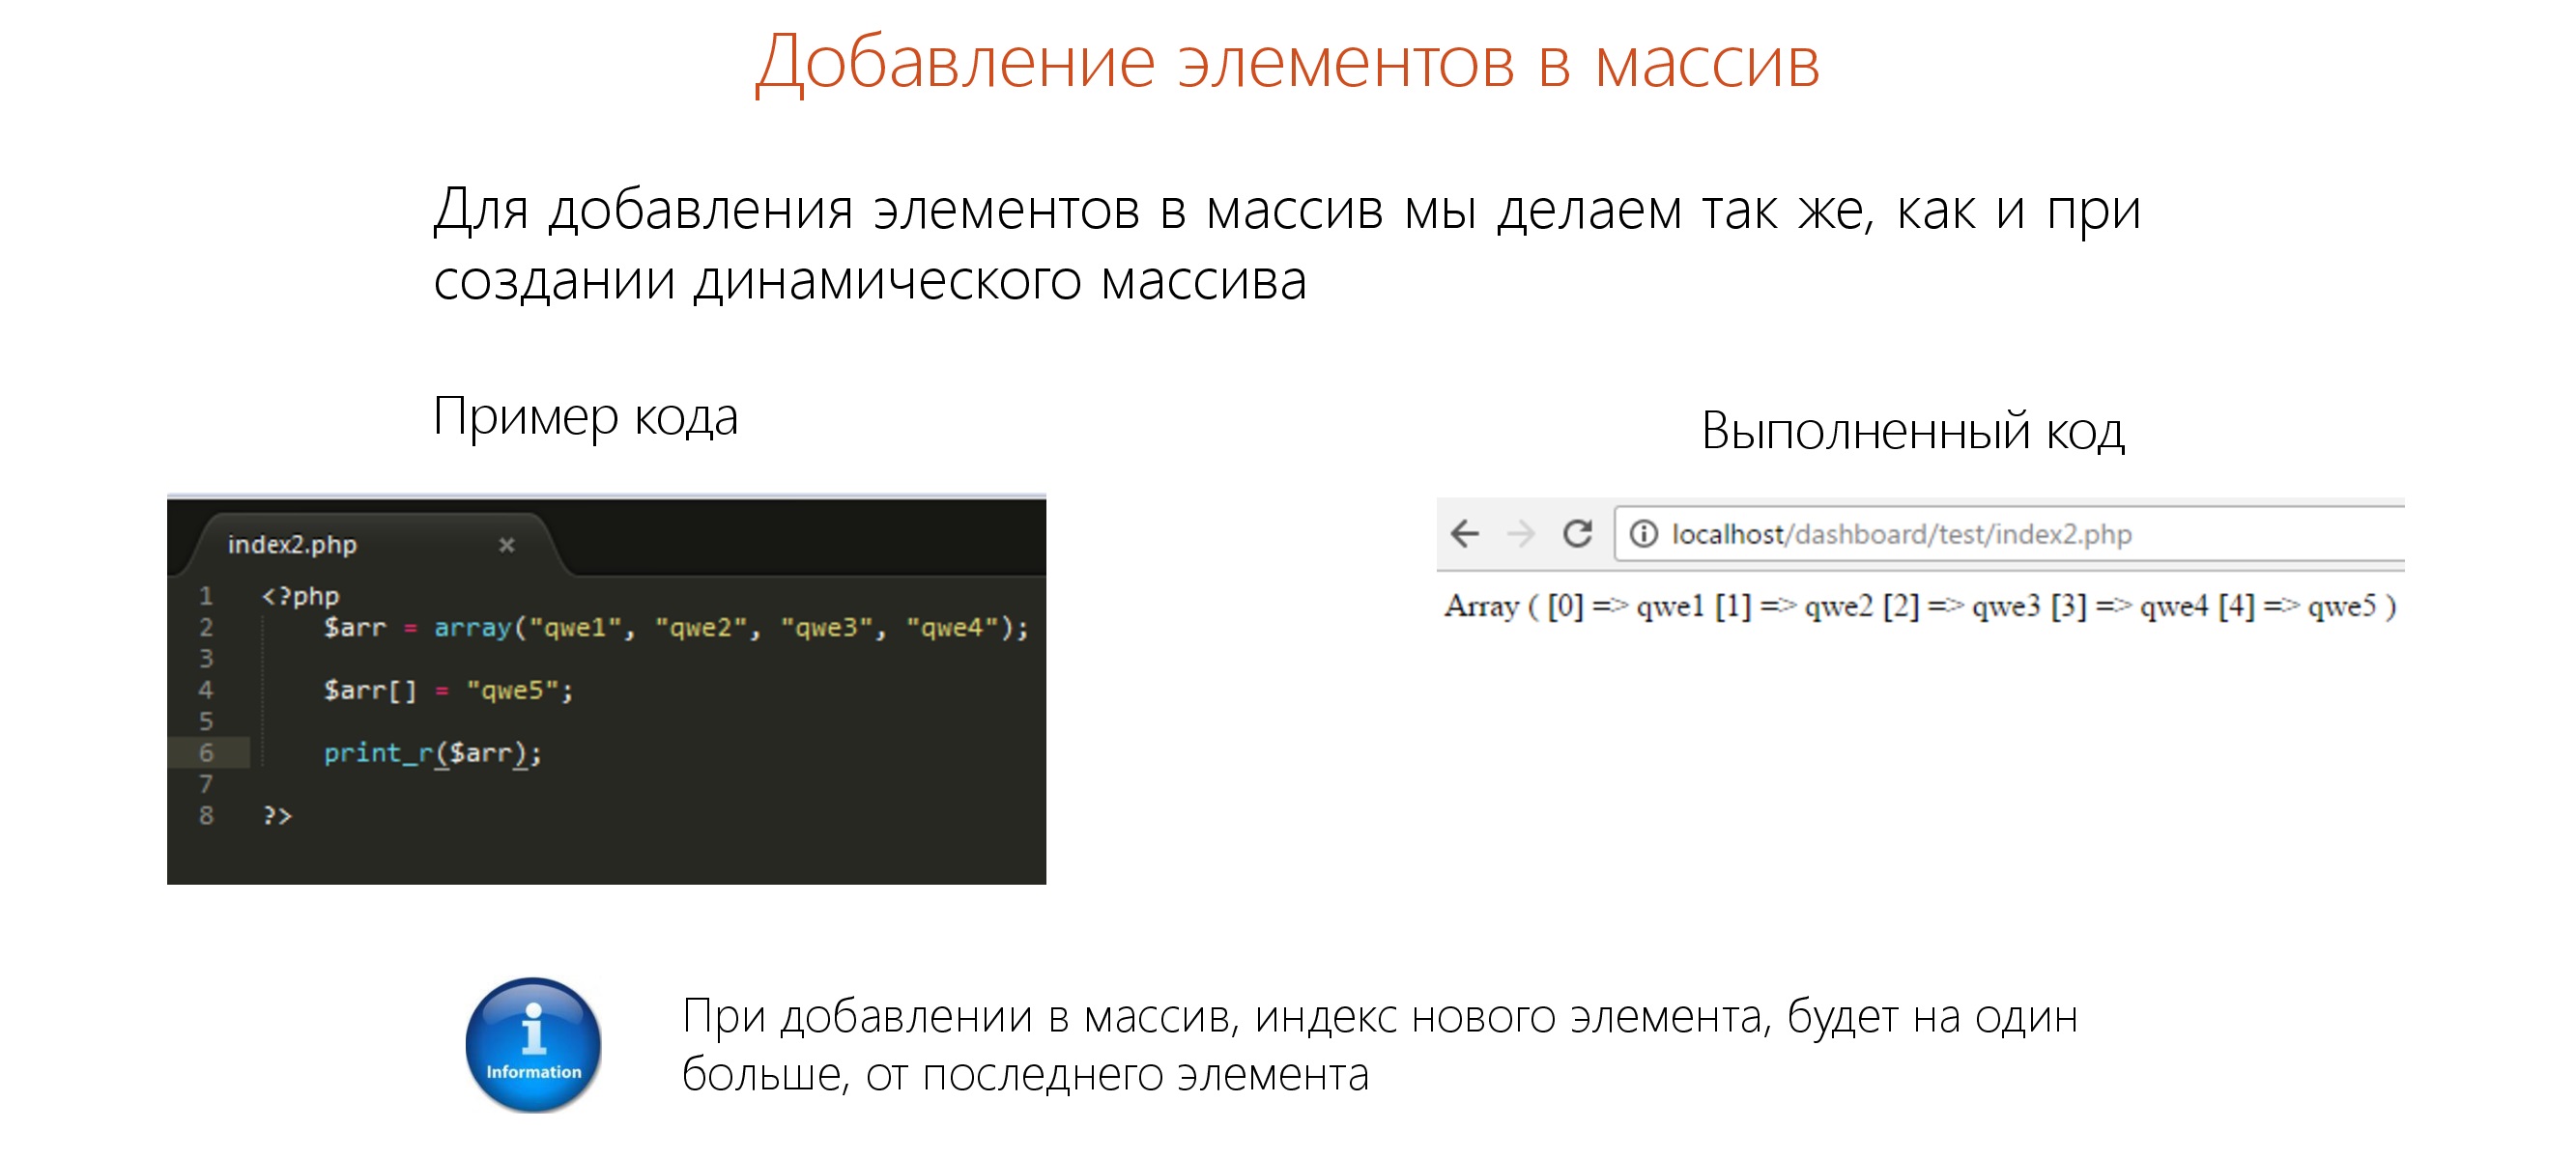 Добавление элементов в массив
Для добавления элементов в массив мы делаем так же, как и при
создании динамического массива
Пример кода
Выполненный код
index2.php ×
1 <?php
2 $arr = array("qwe1", "qwe2", "qwe3", "qwe4");
3
4 $arr[] = "qwe5";
5
6 print_r($arr);
7
8 ?>
localhost/dashboard/test/index2.php
Array ( [0] => qwe1 [1] => qwe2 [2] => qwe3 [3] => qwe4 [4] => qwe5 )
i
Information
При добавлении в массив, индекс нового элемента, будет на один
больше, от последнего элемента